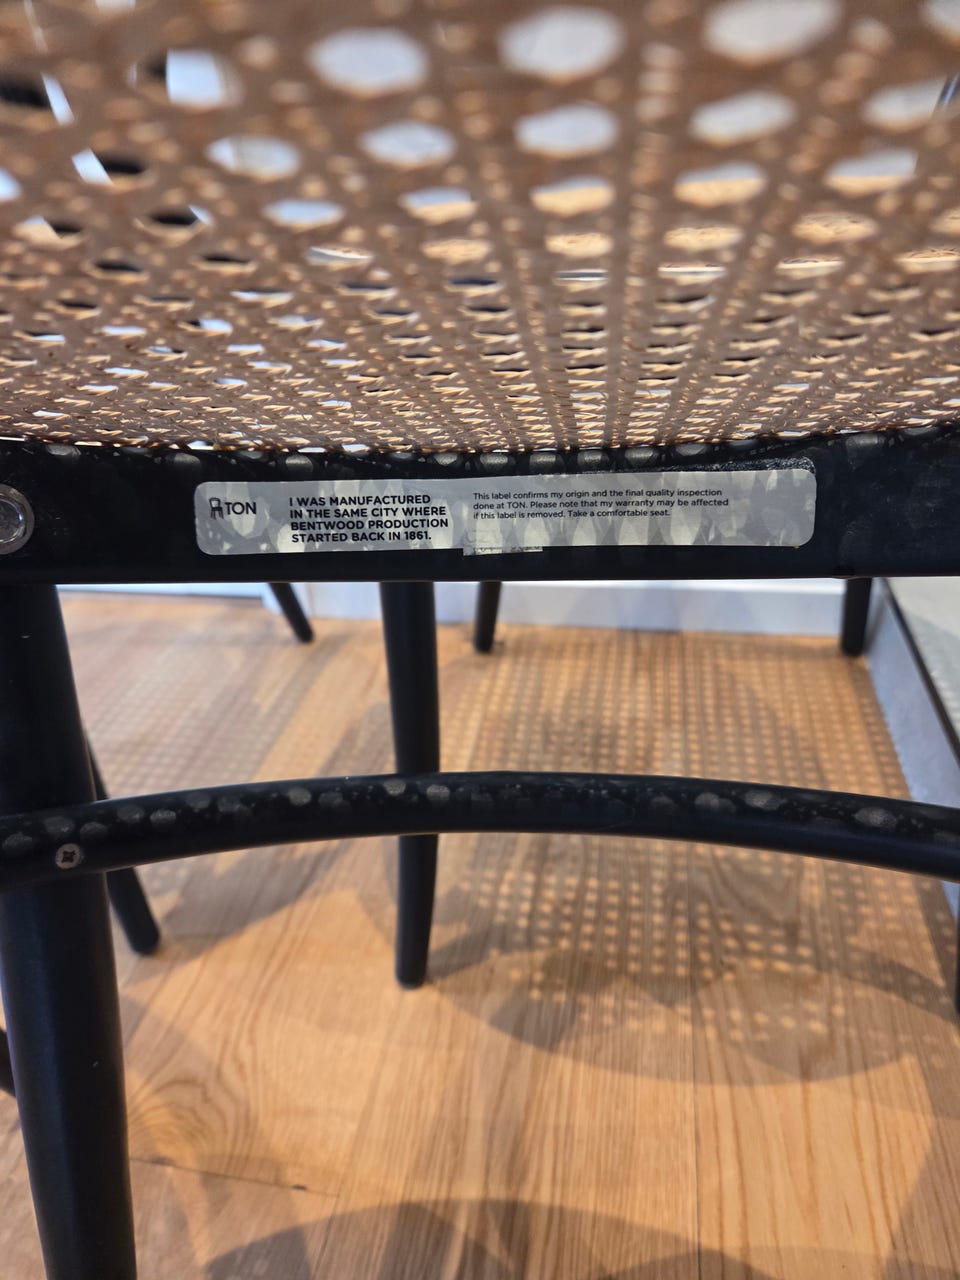 TON
I WAS MANUFACTURED
IN THE SAME CITY WHERE
BENTWOOD PRODUCTION
STARTED BACK IN 1861.
This label confirms my origin and the final quality inspection
done at TON. Please note that my warranty may be affected
if this label is removed. Take a comfortable seat.